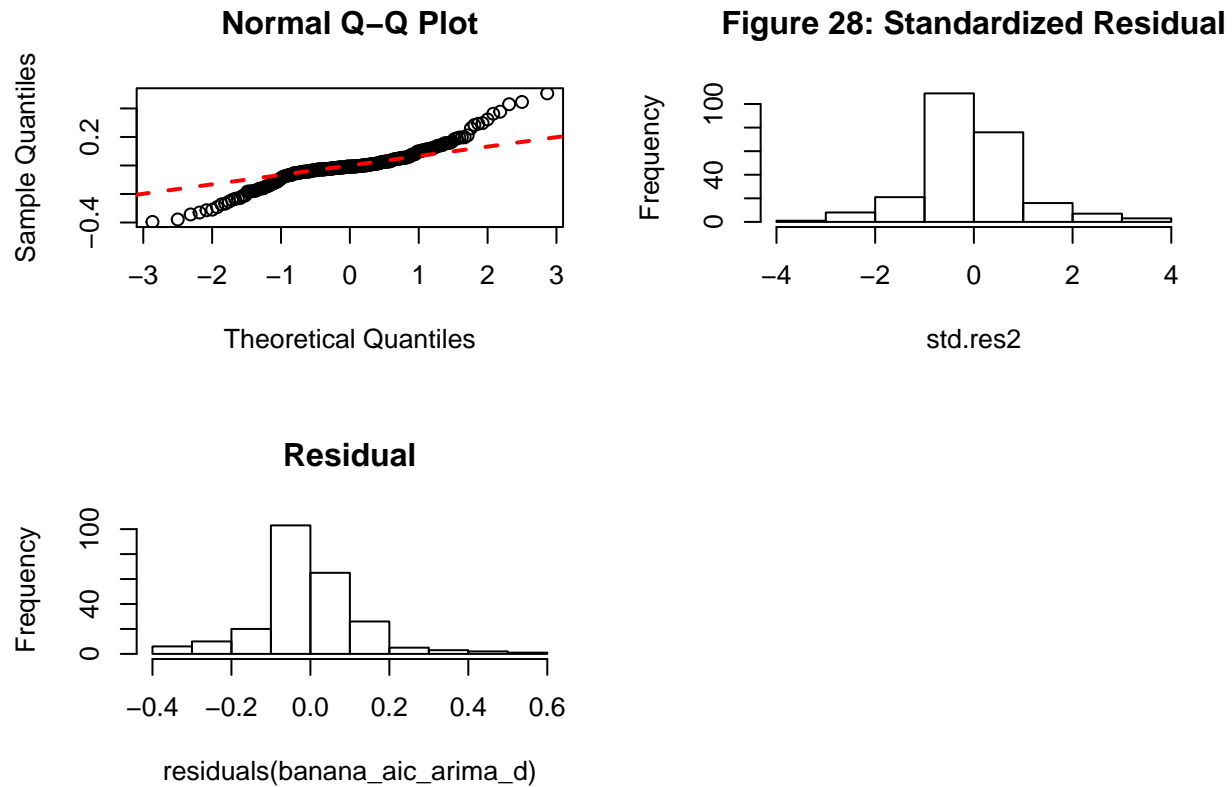 Normal Q−Q Plot
Sample Quantiles
0.2
−0.4
−3 −2 −1 0 1 2 3
Theoretical Quantiles
Figure 28: Standardized Residual
Frequency
100
40
0
−4 −2 0 2 4
std.res2
Residual
Frequency
100
40
0
−0.4 −0.2 0.0 0.2 0.4 0.6
residuals(banana_aic_arima_d)